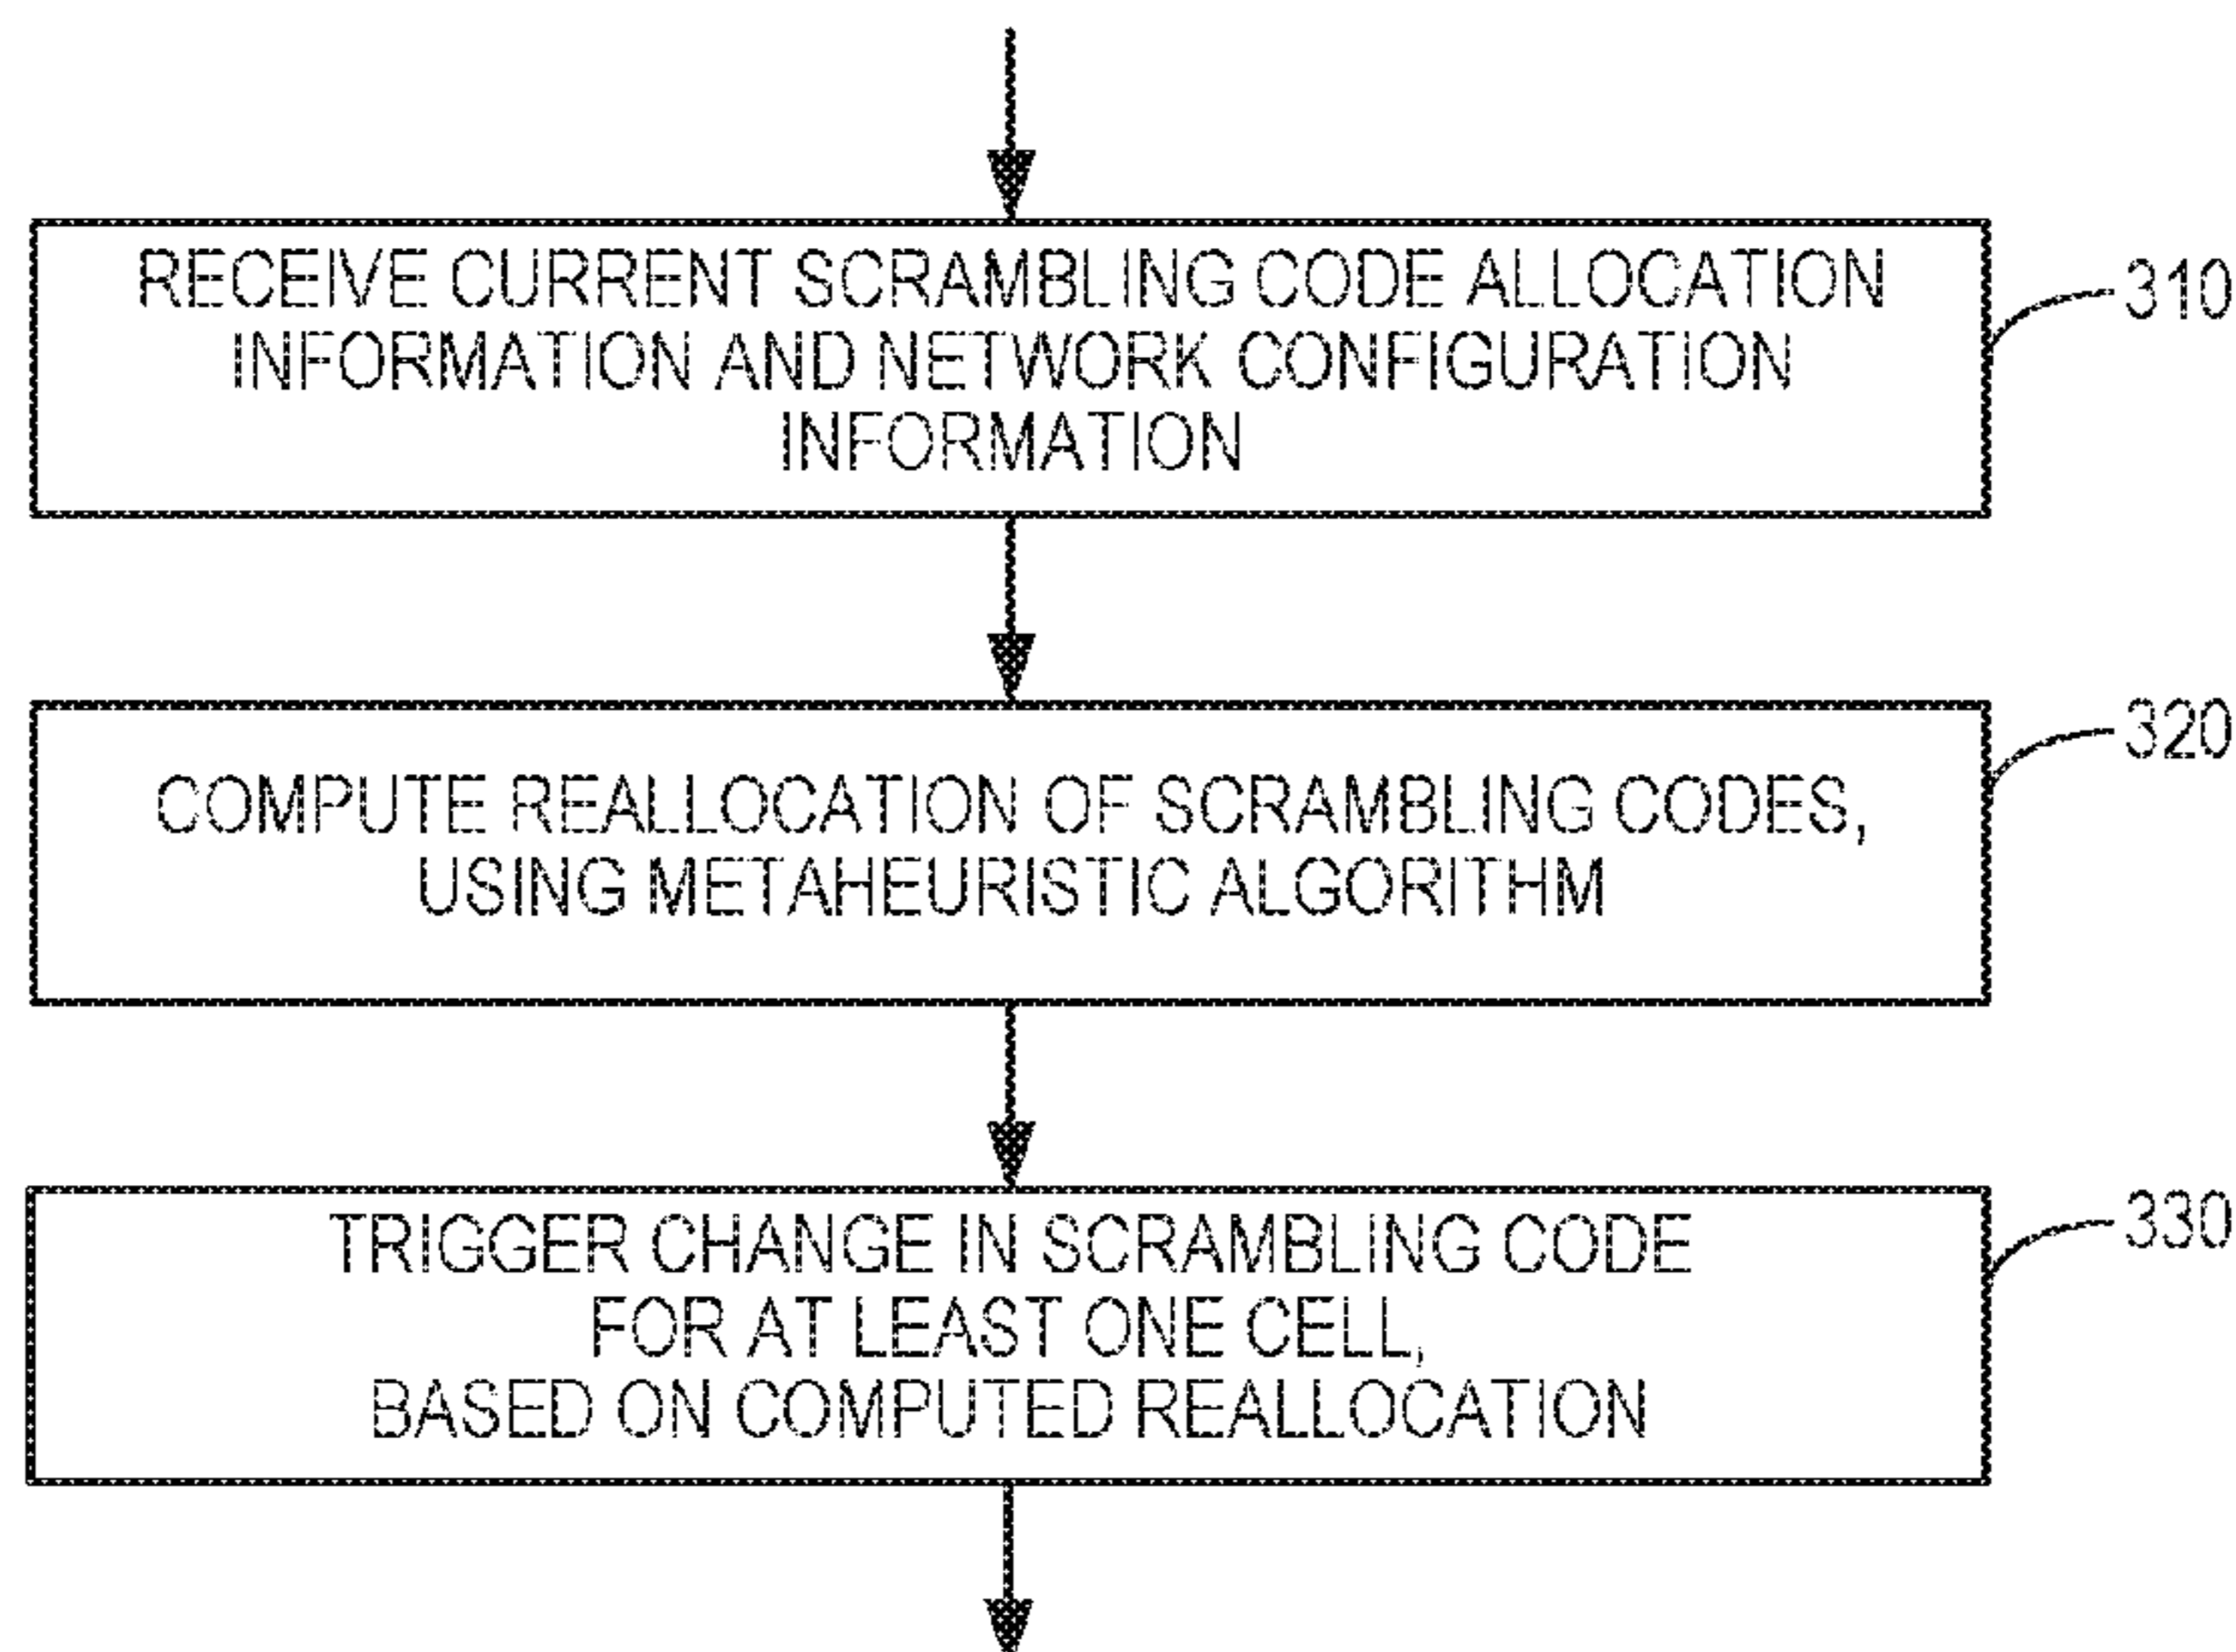 RECEIVE CURRENT SCRAMBLING CODE ALLOCATION
INFORMATION AND NETWORK CONFIGURATION
INFORMATION
310
COMPUTE REALLOCATION OF SCRAMBLING CODES,
USING METAHEURISTIC ALGORITHM
320
TRIGGER CHANGE IN SCRAMBLING CODE
FOR AT LEAST ONE CELL,
BASED ON COMPUTED REALLOCATION
330